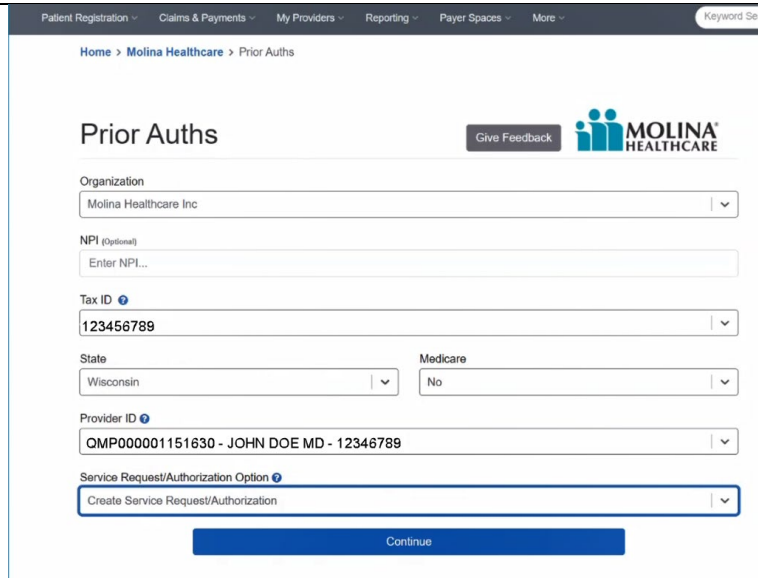 Patient Registration Claims & Payments My Providers Reporting Payer Spaces More Keyword Se
Home > Molina Healthcare > Prior Auths
Prior Auths
Give Feedback
MOLINA®
HEALTHCARE
Organization
Molina Healthcare Inc
NPI (Optional)
Enter NPI...
Tax ID ?
123456789
State Medicare
Wisconsin No
Provider ID ?
QMP000001151630 - JOHN DOE MD - 12346789
Service Request/Authorization Option ?
Create Service Request/Authorization
Continue